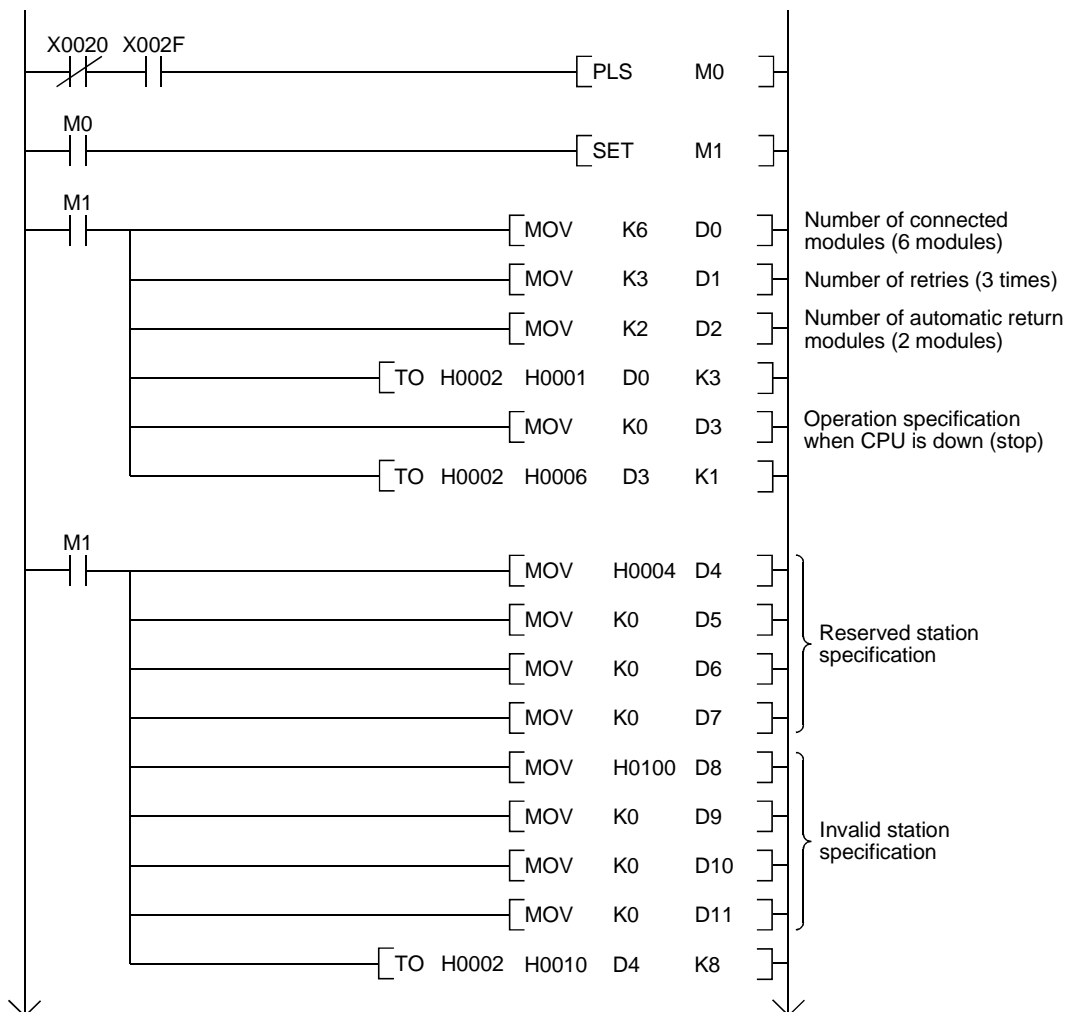 X0020 X002F
PLS M0
M0
SET M1
M1
MOV K6 D0
Number of connected
modules (6 modules)
MOV K3 D1
Number of retries (3 times)
MOV K2 D2
Number of automatic return
modules (2 modules)
TO H0002 H0001 D0 K3
MOV K0 D3
Operation specification
when CPU is down (stop)
TO H0002 H0006 D3 K1
M1
MOV H0004 D4
MOV K0 D5
Reserved station
specification
MOV K0 D6
MOV K0 D7
MOV H0100 D8
MOV K0 D9
Invalid station
specification
MOV K0 D10
MOV K0 D11
TO H0002 H0010 D4 K8